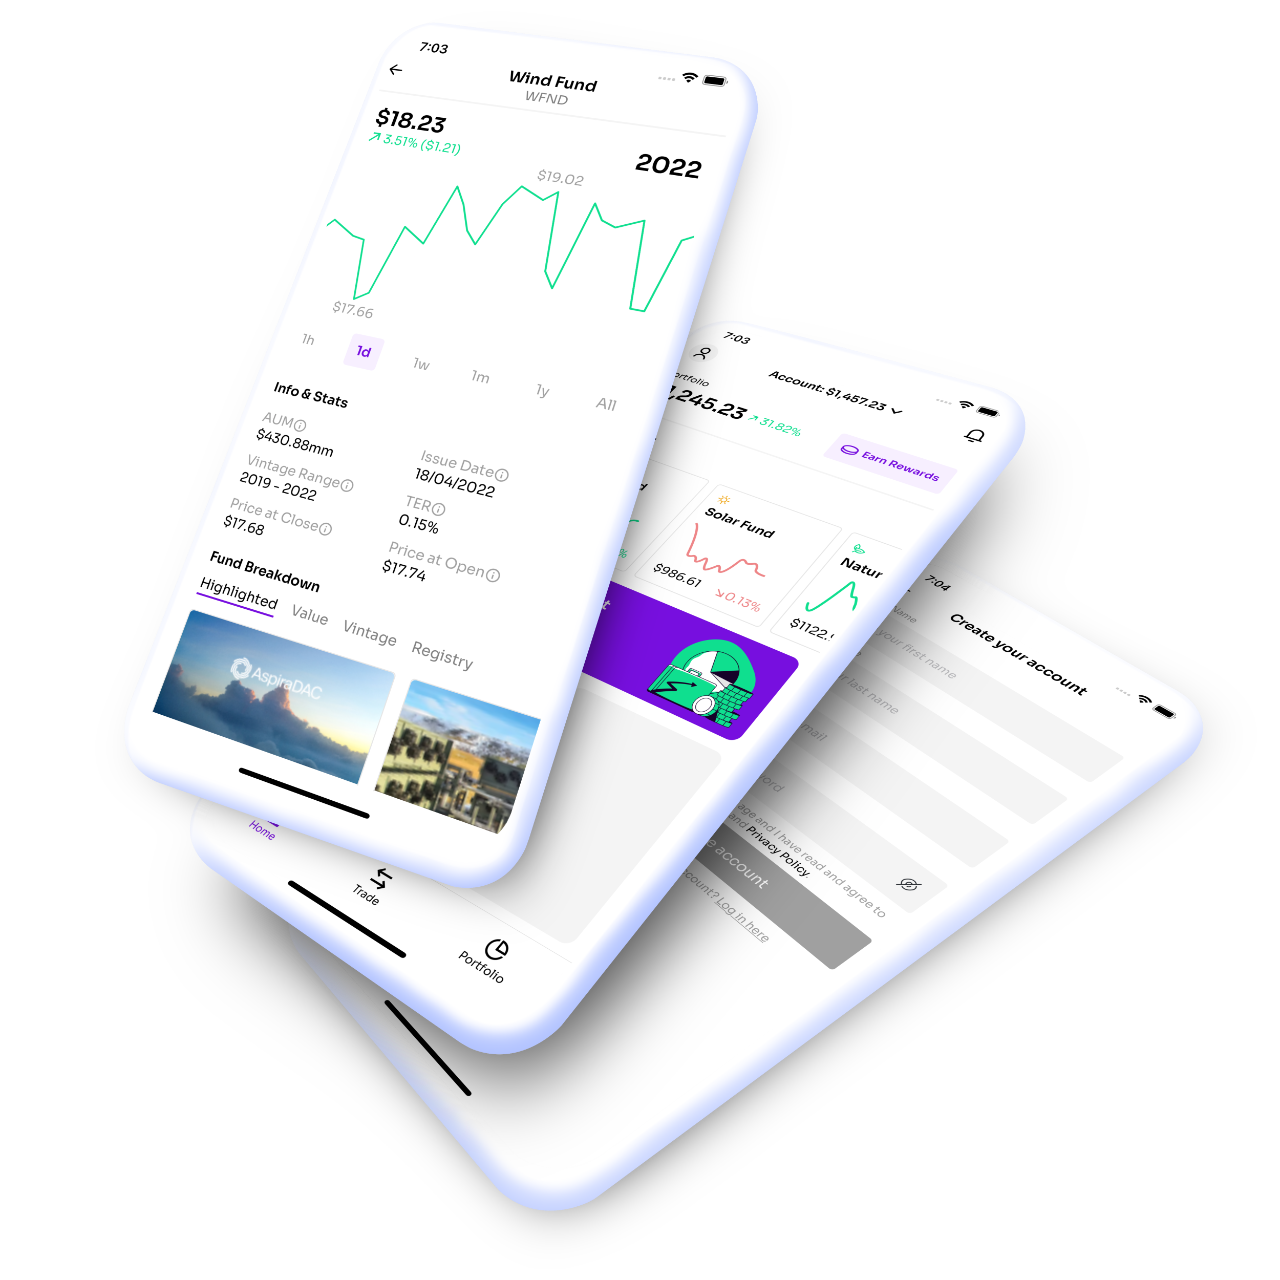 7:03
Wind Fund
WFND
$18.23
3.51% ($1.21)
2022
$19.02
$17.66
1h 1d 1w 1m 1y All
Info & Stats
AUM
$430.88mm
Issue Date
18/04/2022
Vintage Range
2019 - 2022
TER
0.15%
Price at Close
$17.68
Price at Open
$17.74
Fund Breakdown
Highlighted Value Vintage Registry
AspiraDAC
7:03
Account: $1,457.23
,245.23 31.82%
Earn Rewards
Solar Fund
$986.61
0.13%
Natur
$1122.
Home
Trade
Portfolio
7:04
Create your account
Name
your first name
last name
age and I have read and agree to
and Privacy Policy.
account
count? Log in here